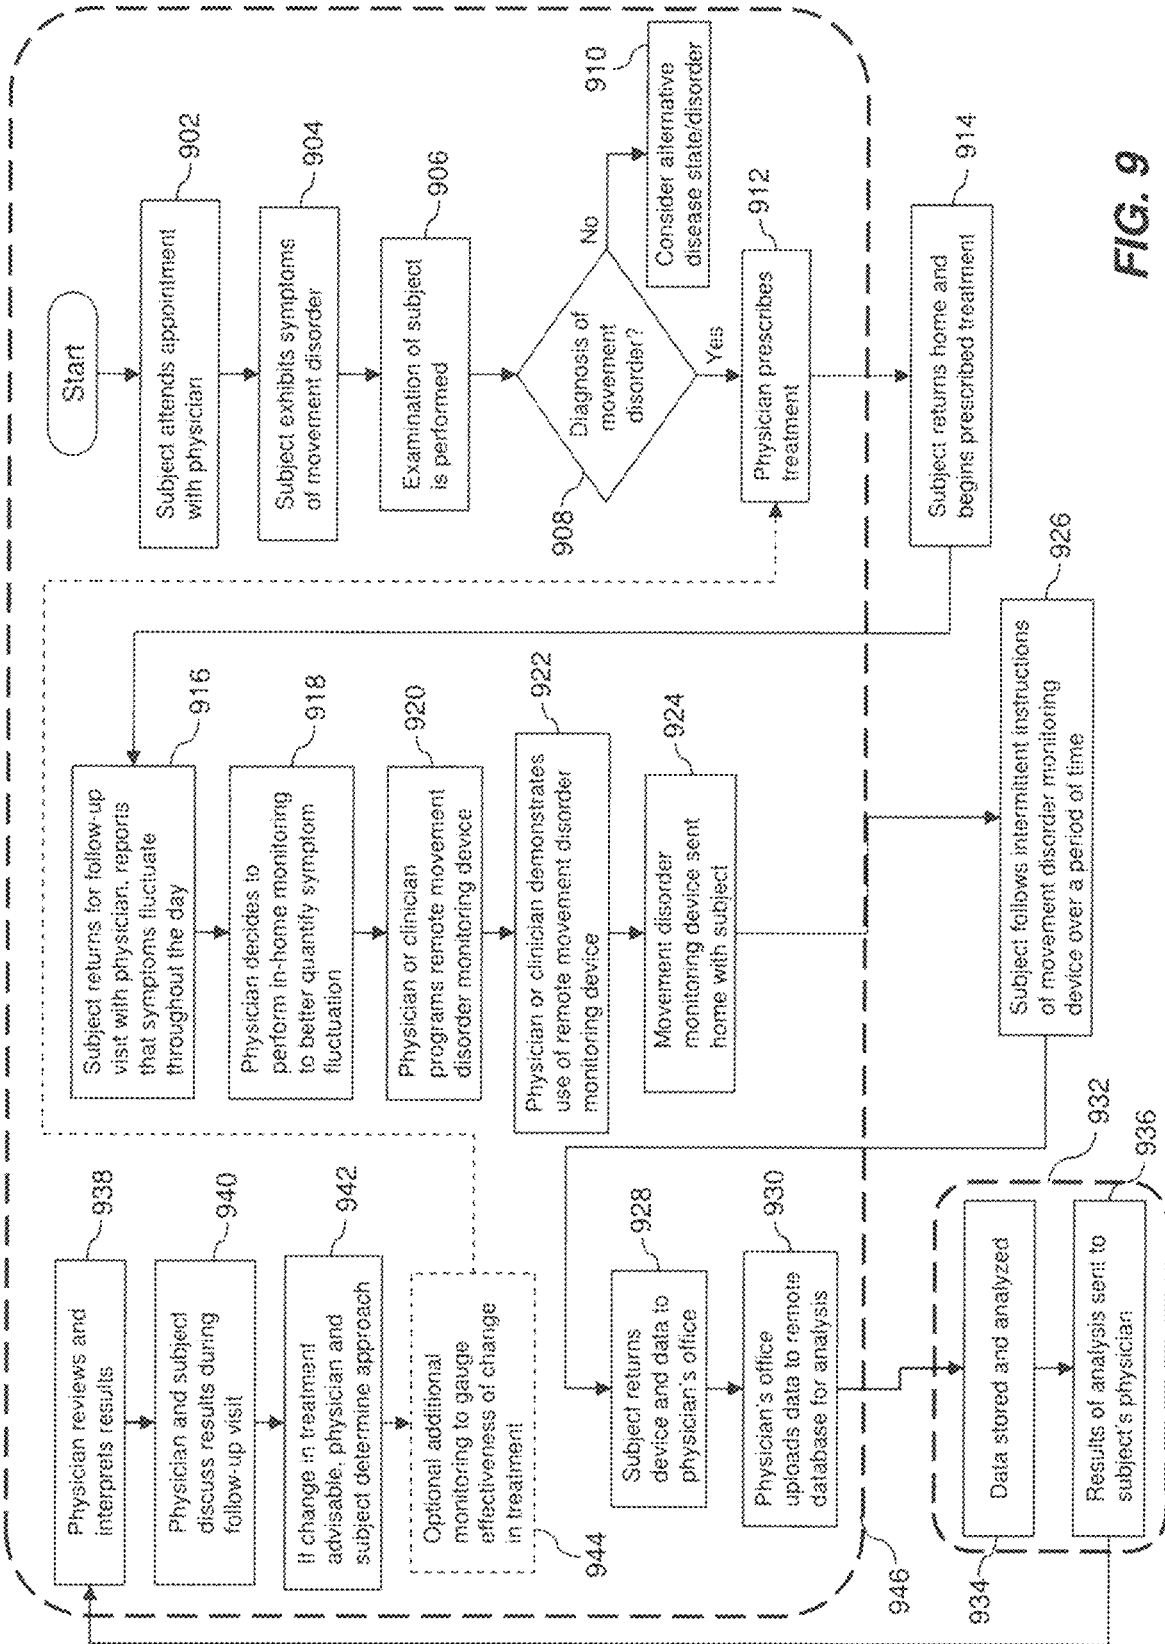 Start
Subject attends appointment
with physician
902
Subject exhibits symptoms
of movement disorder
904
Examination of subject
is performed
906
Diagnosis of
movement
disorder?
908
No
Consider alternative
disease state/disorder
910
Yes
Physician prescribes
treatment
912
Subject returns home and
begins prescribed treatment
914
Subject returns for follow-up
visit with physician, reports
that symptoms fluctuate
throughout the day
916
Physician decides to
perform in-home monitoring
to better quantify symptom
fluctuation
918
Physician or clinician
programs remote movement
disorder monitoring device
920
Physician or clinician demonstrates
use of remote movement disorder
monitoring device
922
Movement disorder
monitoring device sent
home with subject
924
Subject follows intermittent instructions
of movement disorder monitoring
device over a period of time
926
Subject returns
device and data to
physician's office
928
Physician's office
uploads data to remote
database for analysis
930
932
Data stored and analyzed
934
Results of analysis sent to
subject's physician
936
Physician reviews and
interprets results
938
Physician and subject
discuss results during
follow-up visit
940
If change in treatment
advisable, physician and
subject determine approach
942
Optional additional
monitoring to gauge
effectiveness of change
in treatment
944
946
FIG. 9